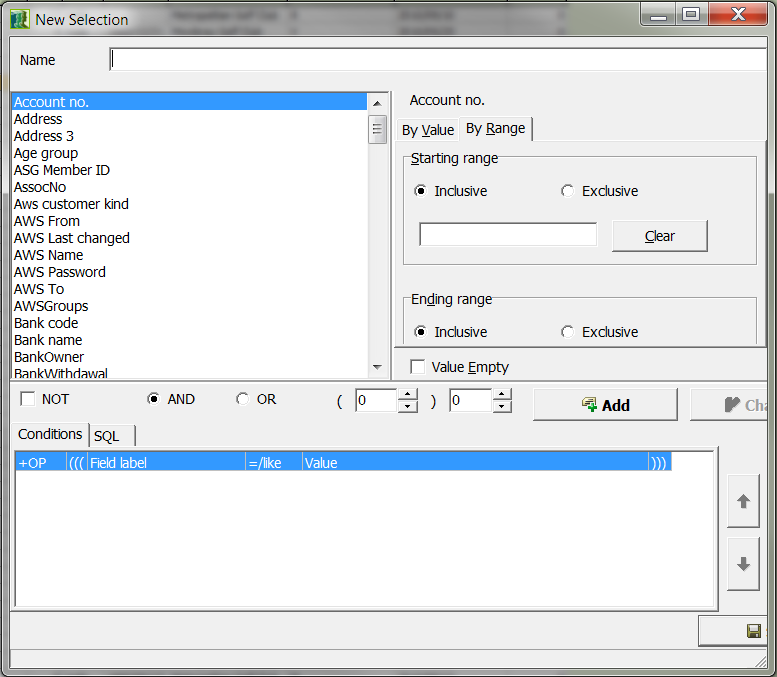 New Selection
Name
Account no.
Address
Address 3
Age group
ASG Member ID
AssocNo
Aws customer kind
AWS From
AWS Last changed
AWS Name
AWS Password
AWS To
AWSGroups
Bank code
Bank name
BankOwner
BankWithdawal
Account no.
By Value By Range
Starting range
Inclusive Exclusive
Clear
Ending range
Inclusive Exclusive
Value Empty
NOT AND OR ( 0 ) 0 Add Cha
Conditions SQL
+OP ((( Field label =/like Value )))